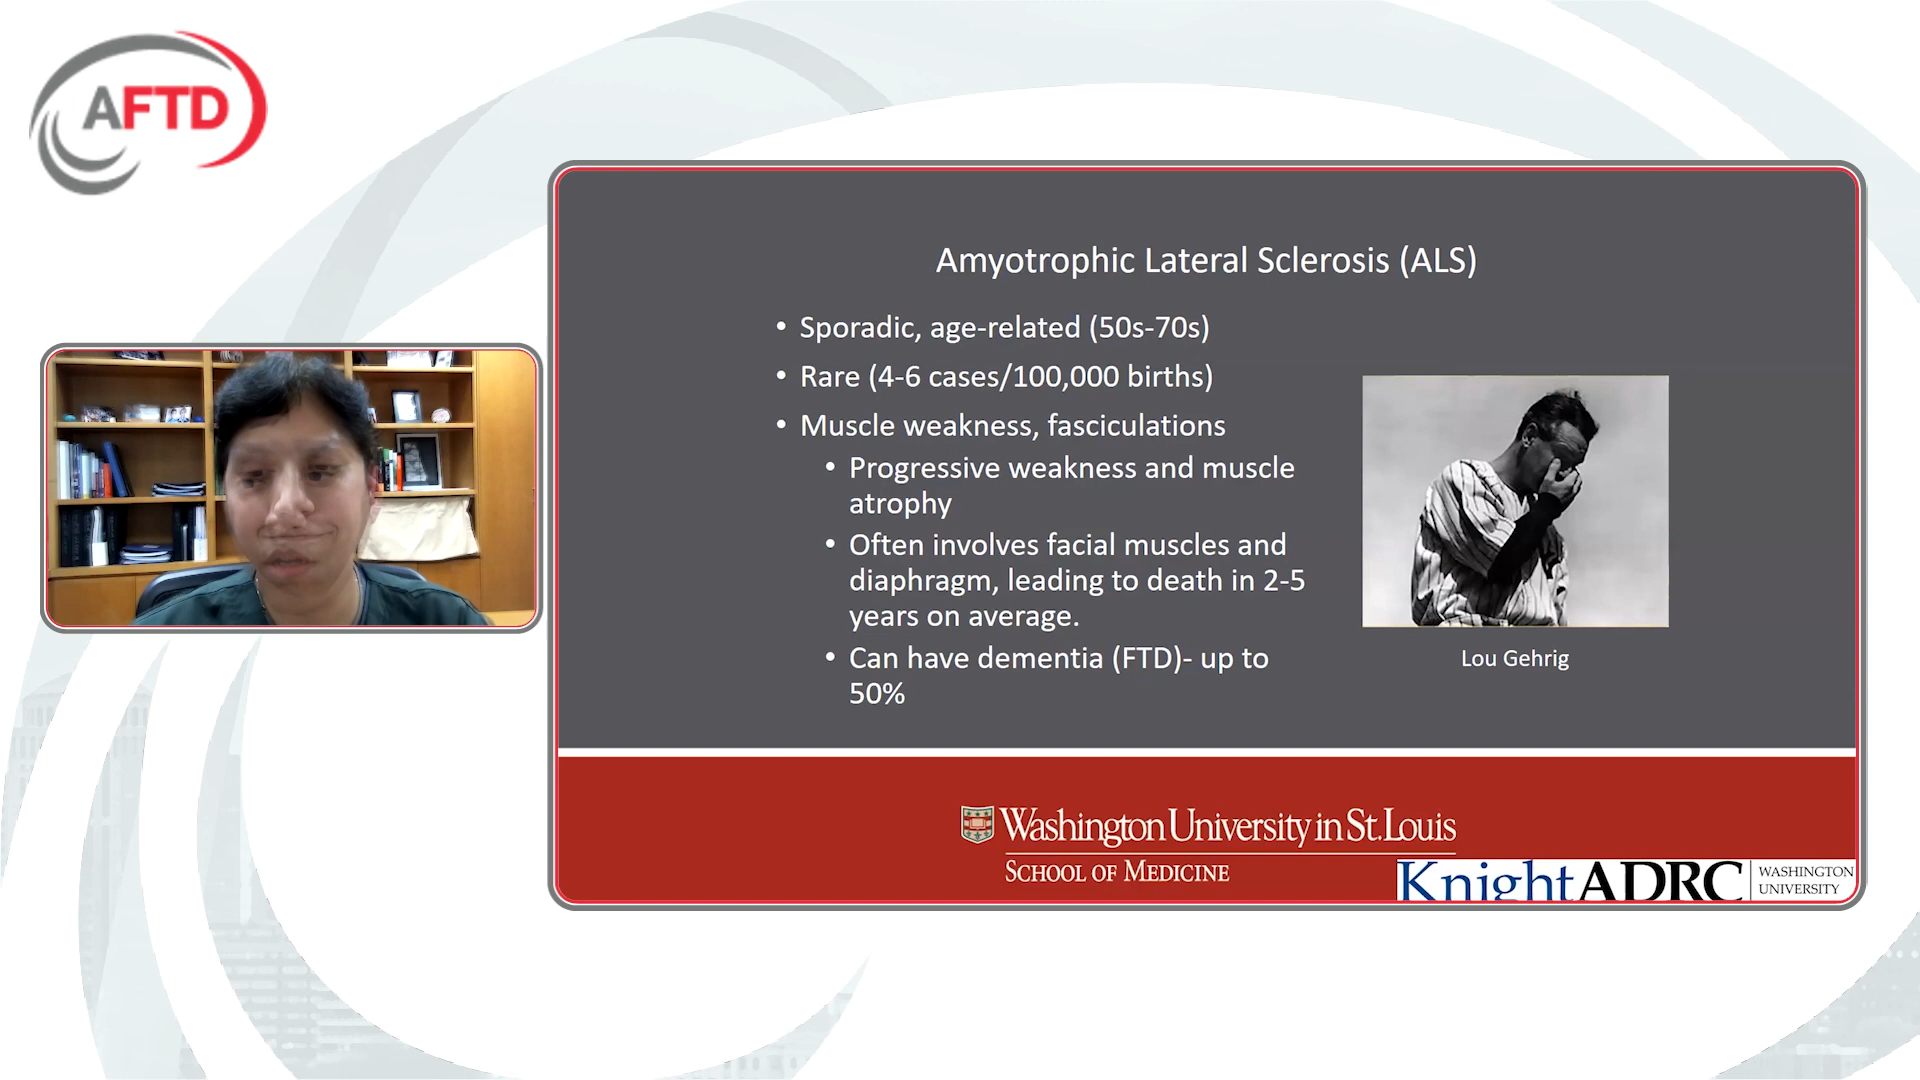 AFTD
Amyotrophic Lateral Sclerosis (ALS)
• Sporadic, age-related (50s-70s)
• Rare (4-6 cases/100,000 births)
• Muscle weakness, fasciculations
• Progressive weakness and muscle
atrophy
• Often involves facial muscles and
diaphragm, leading to death in 2-5
years on average.
• Can have dementia (FTD)- up to
50%
Lou Gehrig
Washington University in St. Louis
SCHOOL OF MEDICINE
KnightADRC
WASHINGTON
UNIVERSITY